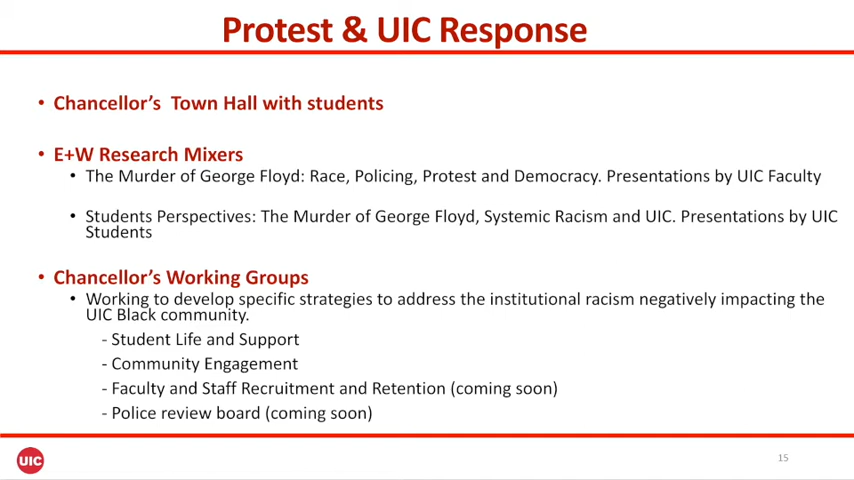 Protest & UIC Response
• Chancellor's Town Hall with students
• E+W Research Mixers
• The Murder of George Floyd: Race, Policing, Protest and Democracy. Presentations by UIC Faculty
• Students Perspectives: The Murder of George Floyd, Systemic Racism and UIC. Presentations by UIC
Students
• Chancellor's Working Groups
• Working to develop specific strategies to address the institutional racism negatively impacting the
UIC Black community.
- Student Life and Support
- Community Engagement
- Faculty and Staff Recruitment and Retention (coming soon)
- Police review board (coming soon)
UIC
15